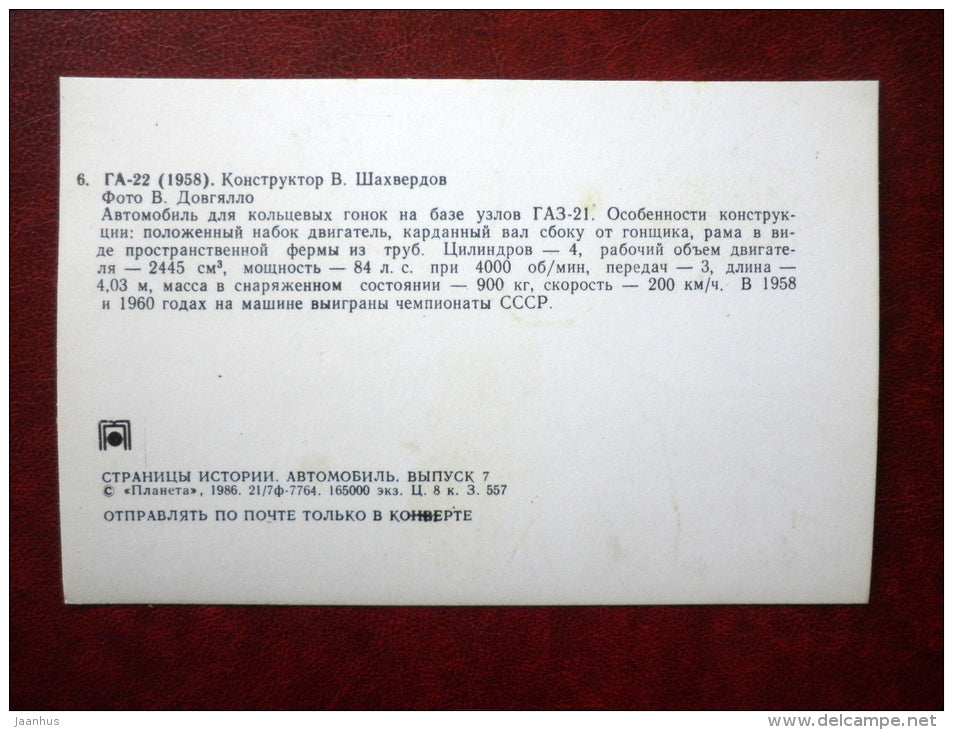 6. ГА-22 (1958). Конструктор В. Шахвердов
Фото В. Довгялло
Автомобиль для кольцевых гонок на базе узлов ГАЗ-21. Особенности конструк-
ции: положенный набок двигатель, карданный вал сбоку от гонщика, рама в ви-
де пространственной фермы из труб. Цилиндров — 4, рабочий объем двигате-
ля — 2445 см³, мощность — 84 л. с. при 4000 об/мин, передач — 3, длина —
4,03 м, масса в снаряженном состоянии — 900 кг, скорость — 200 км/ч. В 1958
и 1960 годах на машине выиграны чемпионаты СССР.
СТРАНИЦЫ ИСТОРИИ. АВТОМОБИЛЬ. ВЫПУСК 7
© «Планета», 1986. 21/7ф-7764. 165000 экз. Ц. 8 к. З. 557
ОТПРАВЛЯТЬ ПО ПОЧТЕ ТОЛЬКО В КОНВЕРТЕ
jaanhus
www.delcampe.net